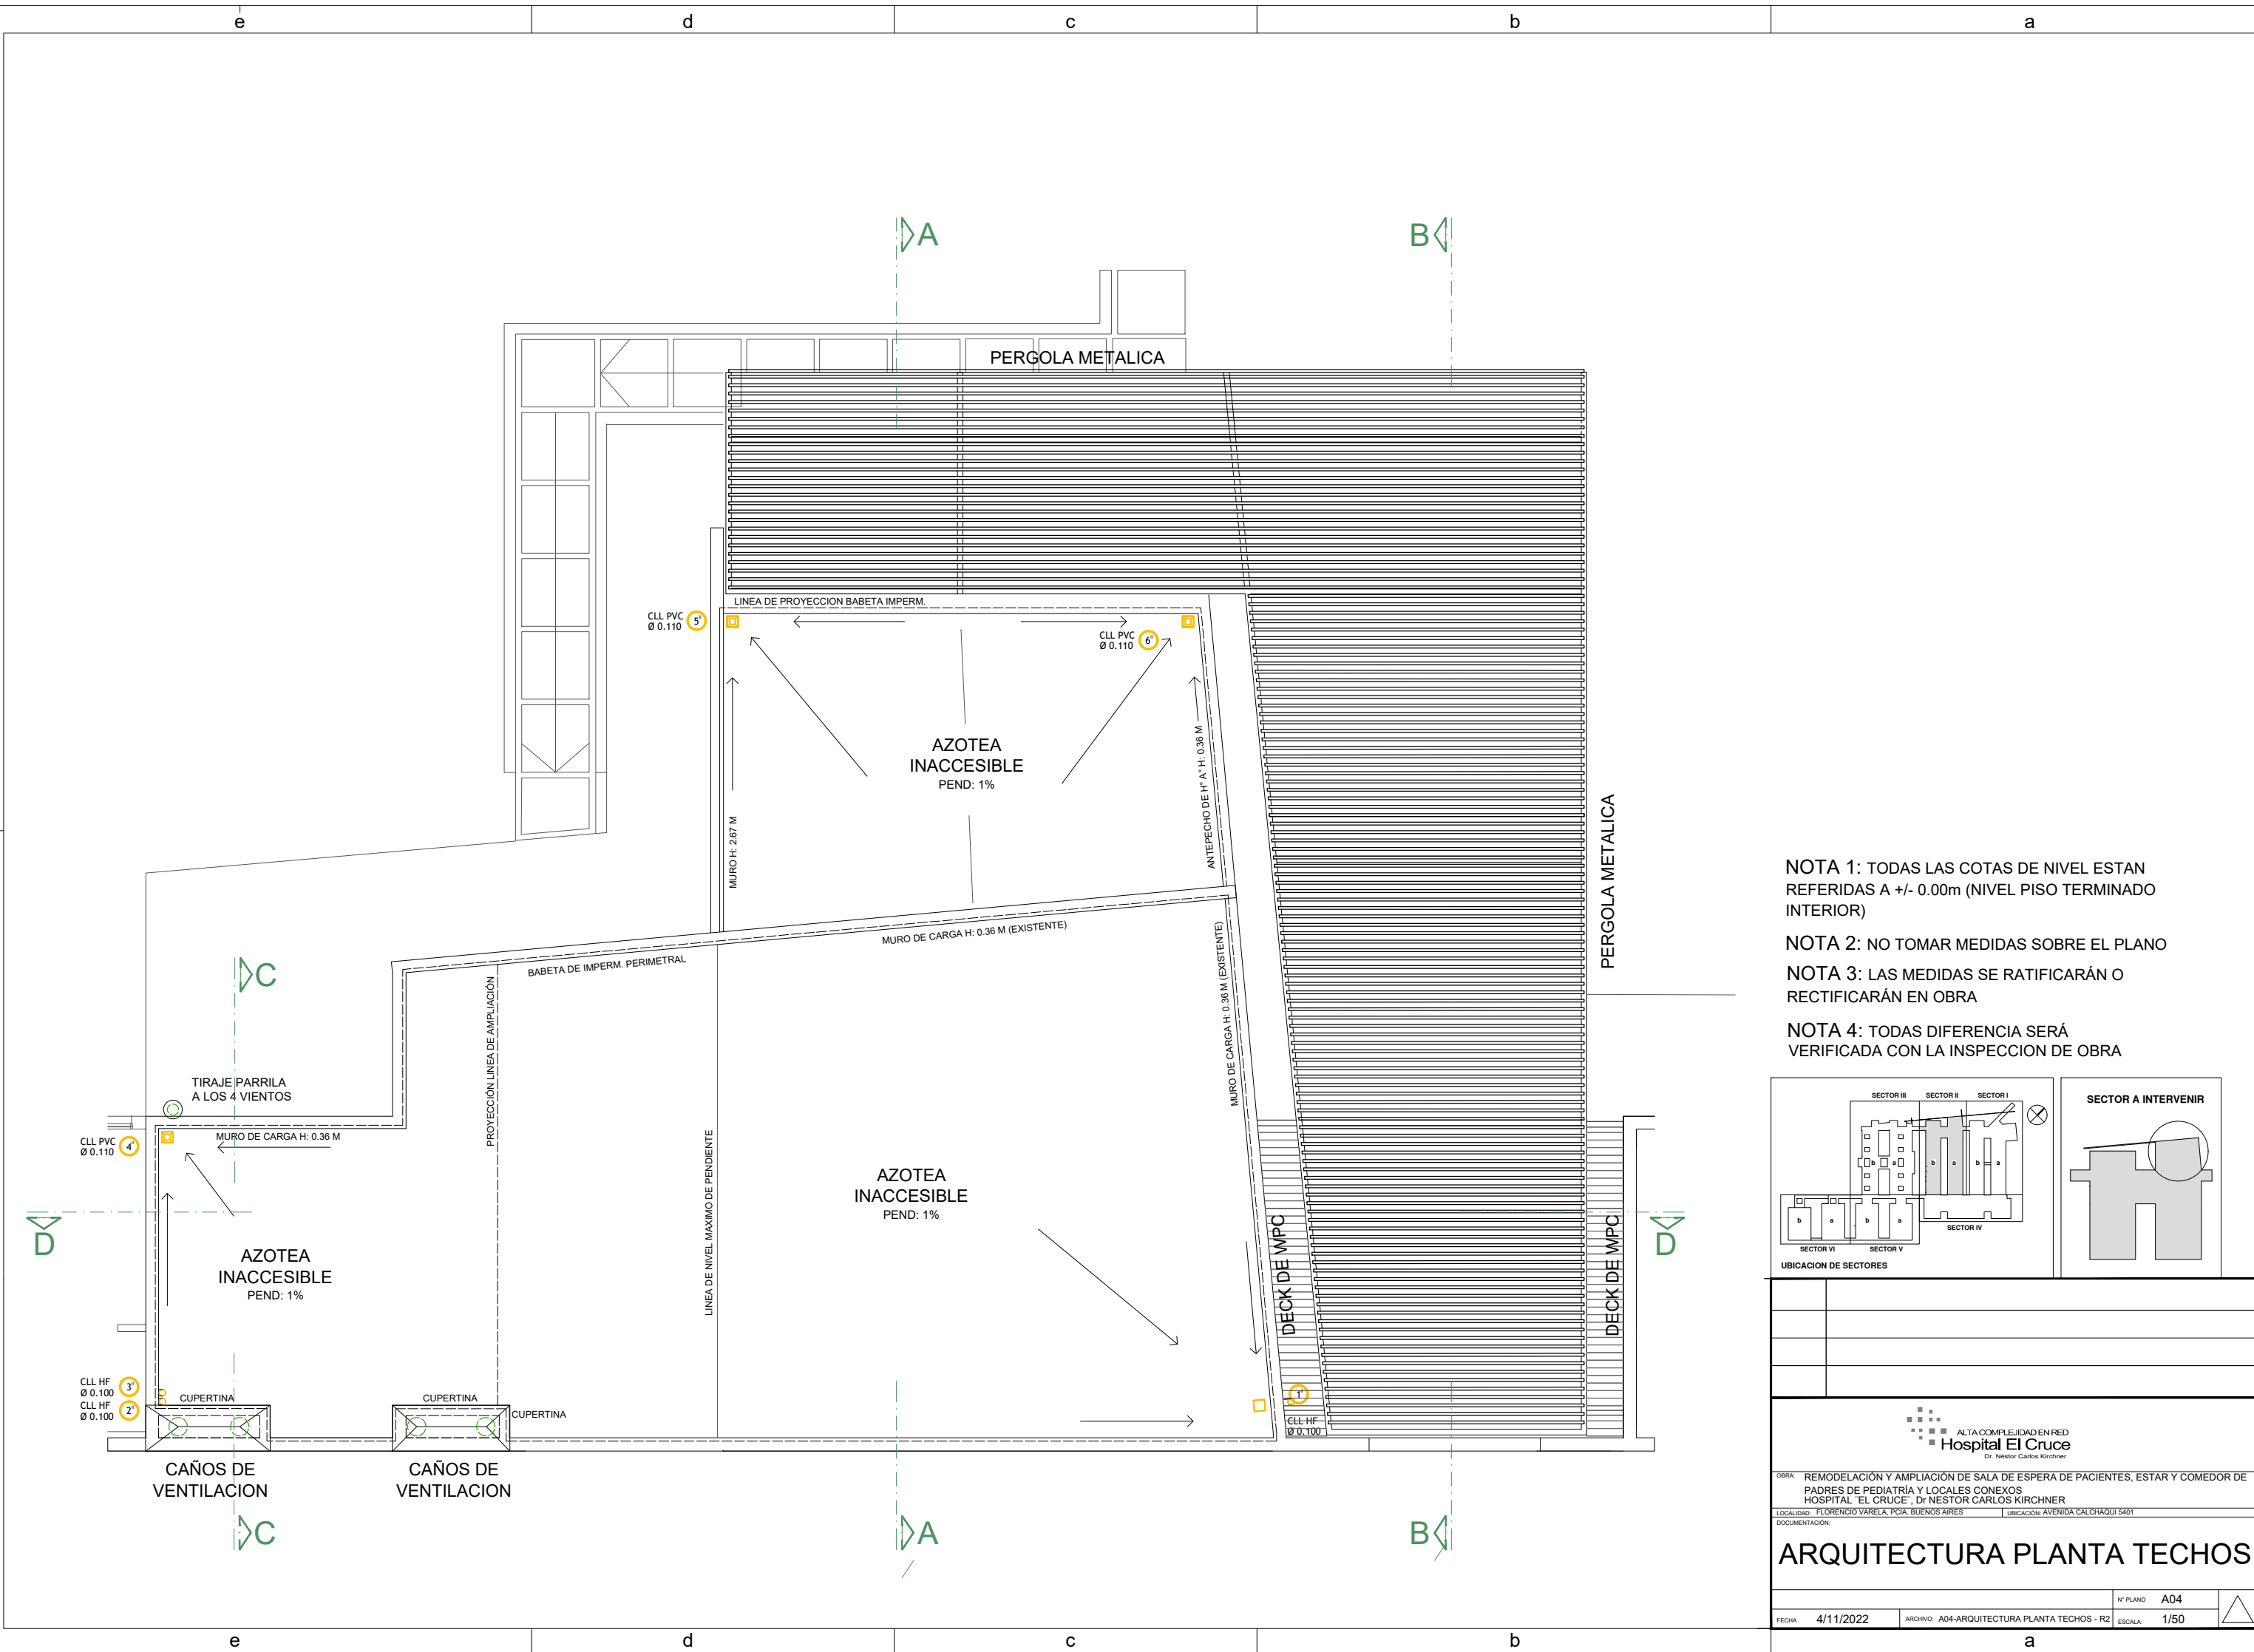 e
d
c
b
a
A
B
PERGOLA METALICA
LINEA DE PROYECCION BABETA IMPERM.
CLL PVC
Ø 0.110
5"
CLL PVC
Ø 0.110
6"
AZOTEA
INACCESIBLE
PEND: 1%
MURO H: 2.67 M
ANTEPECHO DE H° A° H: 0.36 M
PERGOLA METALICA
MURO DE CARGA H: 0.36 M (EXISTENTE)
BABETA DE IMPERM. PERIMETRAL
MURO DE CARGA H: 0.36 M (EXISTENTE)
C
PROYECCIÓN LINEA DE AMPLIACIÓN
TIRAJE PARRILA
A LOS 4 VIENTOS
CLL PVC
Ø 0.110
4"
MURO DE CARGA H: 0.36 M
LINEA DE NIVEL MAXIMO DE PENDIENTE
AZOTEA
INACCESIBLE
PEND: 1%
D
D
DECK DE WPC
DECK DE WPC
AZOTEA
INACCESIBLE
PEND: 1%
CLL HF
Ø 0.100
3"
CLL HF
Ø 0.100
2"
CUPERTINA
CUPERTINA
CUPERTINA
1"
CLL HF
Ø 0.100
CAÑOS DE
VENTILACION
CAÑOS DE
VENTILACION
C
A
B
NOTA 1: TODAS LAS COTAS DE NIVEL ESTAN
REFERIDAS A +/- 0.00m (NIVEL PISO TERMINADO
INTERIOR)
NOTA 2: NO TOMAR MEDIDAS SOBRE EL PLANO
NOTA 3: LAS MEDIDAS SE RATIFICARÁN O
RECTIFICARÁN EN OBRA
NOTA 4: TODAS DIFERENCIA SERÁ
VERIFICADA CON LA INSPECCION DE OBRA
SECTOR III
SECTOR II
SECTOR I
b
a
b
a
b
a
b
a
b
a
SECTOR IV
SECTOR VI
SECTOR V
UBICACION DE SECTORES
SECTOR A INTERVENIR
ALTA COMPLEJIDAD EN RED
Hospital El Cruce
Dr. Néstor Carlos Kirchner
OBRA: REMODELACIÓN Y AMPLIACIÓN DE SALA DE ESPERA DE PACIENTES, ESTAR Y COMEDOR DE
PADRES DE PEDIATRÍA Y LOCALES CONEXOS
HOSPITAL ¨EL CRUCE¨, Dr NESTOR CARLOS KIRCHNER
LOCALIDAD: FLORENCIO VARELA, PCIA. BUENOS AIRES
UBICACIÓN: AVENIDA CALCHAQUI 5401
DOCUMENTACIÓN:
ARQUITECTURA PLANTA TECHOS
N° PLANO A04
FECHA 4/11/2022
ARCHIVO: A04-ARQUITECTURA PLANTA TECHOS - R2
ESCALA: 1/50
e
d
c
b
a